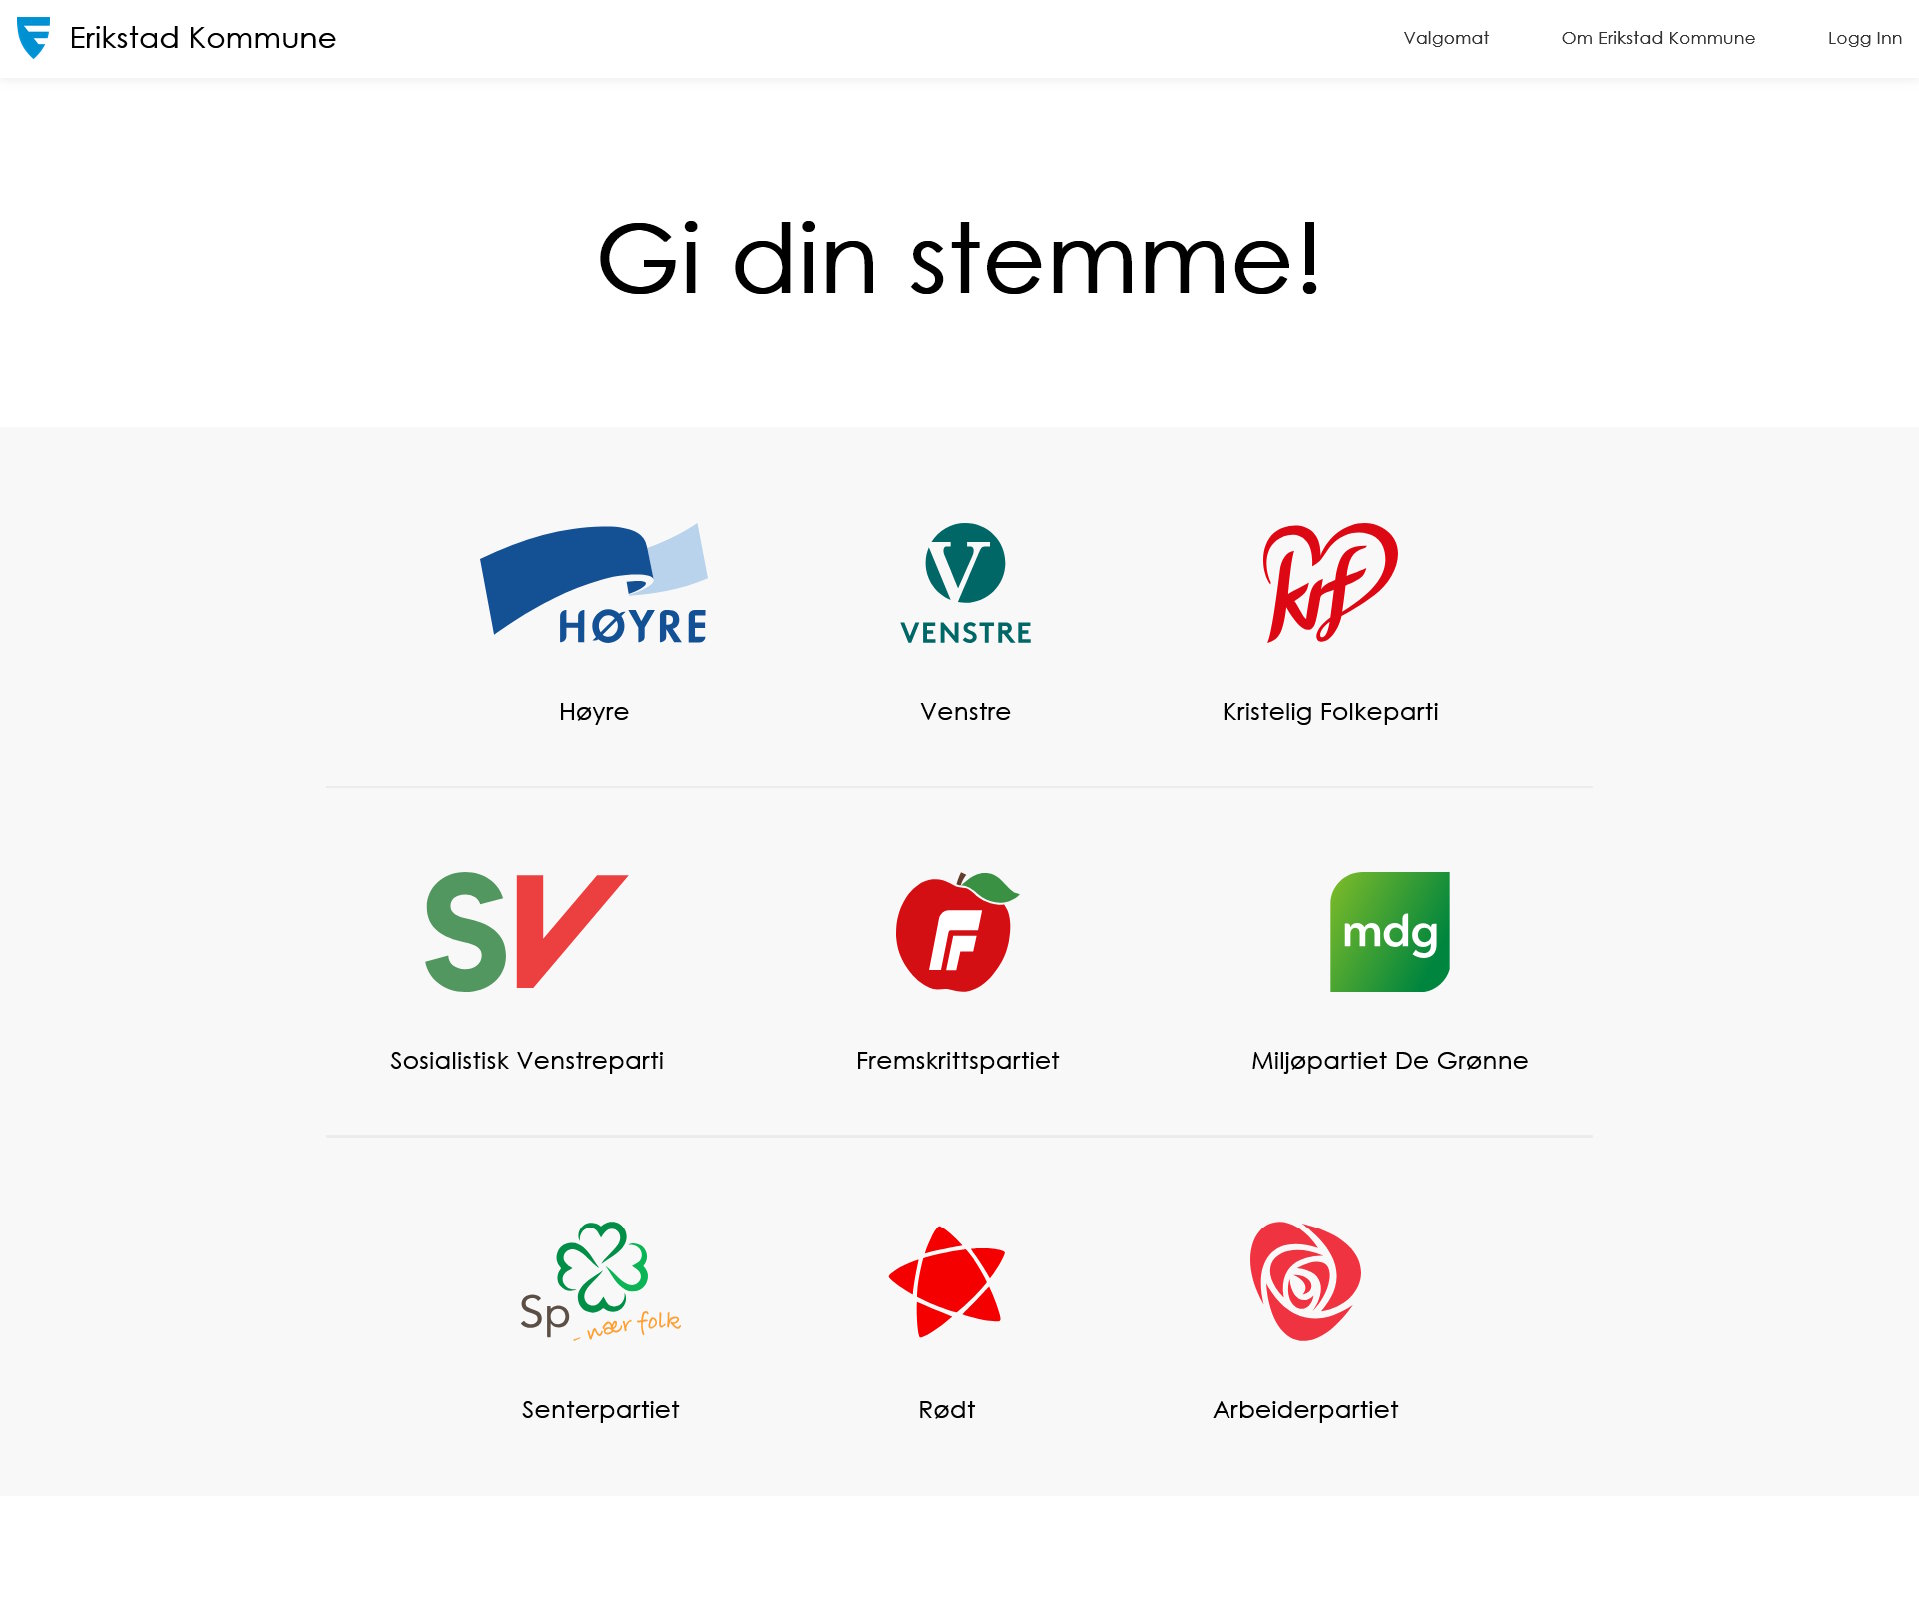 Erikstad Kommune
Valgomat
Om Erikstad Kommune
Logg Inn
Gi din stemme!
HØYRE
V
VENSTRE
krf
Høyre
Venstre
Kristelig Folkeparti
SV
F
mdg
Sosialistisk Venstreparti
Fremskrittspartiet
Miljøpartiet De Grønne
Sp
- nær folk
Senterpartiet
Rødt
Arbeiderpartiet